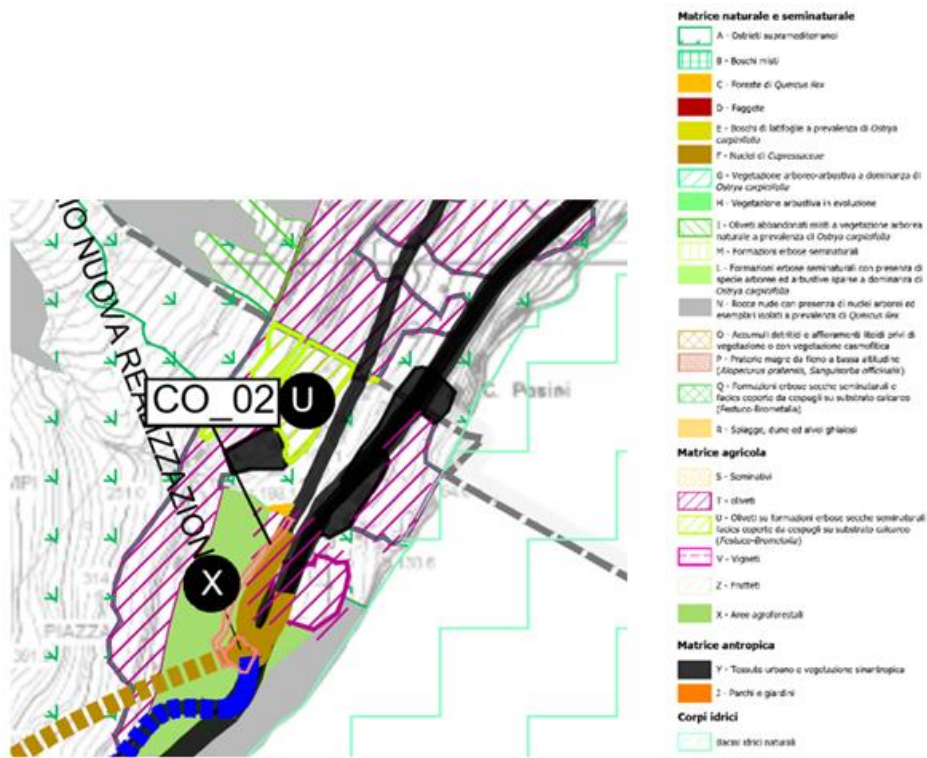 Matrice naturale e seminaturale
A - Ostrieti supramediterranei
B - Boschi misti
C - Foreste di Quercus ilex
D - Faggete
E - Boschi di latifoglie a prevalenza di Ostrya
carpinifolia
F - Nuclei di Cupressaceae
G - Vegetazione arboreo-arbustiva a dominanza di
Ostrya carpinifolia
H - Vegetazione arbustiva in evoluzione
I - Oliveti abbandonati misti a vegetazione arborea
naturale a prevalenza di Ostrya carpinifolia
M - Formazioni erbose seminaturali
L - Formazioni erbose seminaturali con presenza di
specie arboree ed arbustive sparse a dominanza di
Ostrya carpinifolia
N - Rocce nude con presenza di nuclei arborei ed
esemplari isolati a prevalenza di Quercus Ilex
O - Accumuli detritici e affioramenti litoidi privi di
vegetazione o con vegetazione casmofitica
P - Praterie magre da fieno a bassa altitudine
(Alopecurus pratensis, Sanguisorba officinalis)
Q - Formazioni erbose secche seminaturali e
facies coperte da cespugli su substrato calcareo
(Festuco-Brometalia)
R - Spiagge, dune ed alvei ghiaiosi
Matrice agricola
S - Seminativi
T - oliveti
U - Oliveti su formazioni erbose secche seminaturali
facies coperte da cespugli su substrato calcareo
(Festuco-Brometalia)
V - Vigneti
Z - Frutteti
X - Aree agroforestali
Matrice antropica
Y - Tessuto urbano e vegetazione sinantropica
J - Parchi e giardini
Corpi idrici
Bacini idrici naturali
IO NUOVA REALIZZAZION
CO_02
U
C. Pasini
X
PIAZZA